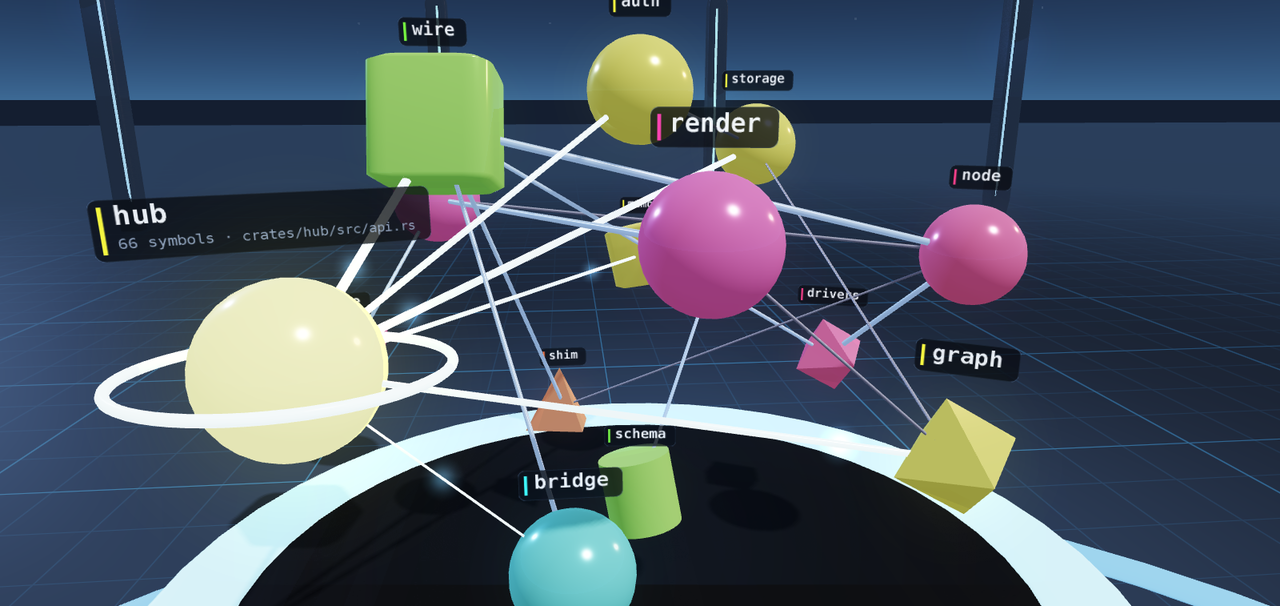 auth
wire
storage
render
node
hub
66 symbols · crates/hub/src/api.rs
drivers
graph
shim
schema
bridge